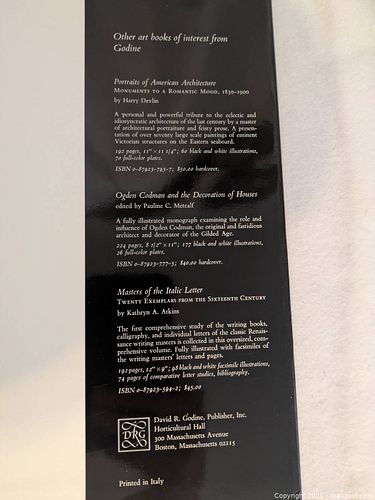 Other art books of interest from
Godine
Portraits of American Architecture
MONUMENTS TO A ROMANTIC MOOD, 1830-1900
by Harry Devlin
A personal and powerful tribute to the eclectic and
idiosyncratic architecture of the last century by a master
of architectural portraiture and feisty prose. A presenta-
tion of over seventy large scale paintings of eminent
Victorian structures on the Eastern seaboard.
192 pages, 11" × 11 1/4"; 60 black and white illustrations,
70 full-color plates.
ISBN 0-87923-793-7; $50.00 hardcover.
Ogden Codman and the Decoration of Houses
edited by Pauline C. Metcalf
A fully illustrated monograph examining the role and
influence of Ogden Codman, the original and fastidious
architect and decorator of the Gilded Age.
224 pages, 8 1/2" × 11"; 177 black and white illustrations,
26 full-color plates.
ISBN 0-87923-777-5; $40.00 hardcover.
Masters of the Italic Letter
TWENTY EXEMPLARS FROM THE SIXTEENTH CENTURY
by Kathryn A. Atkins
The first comprehensive study of the writing books,
calligraphy, and individual letters of the classic Renais-
sance writing masters is collected in this oversized, com-
prehensive volume. Fully illustrated with facsimiles of
the writing masters' letters and pages.
192 pages, 12" × 9"; 98 black and white facsimile illustrations,
74 pages of comparative letter studies, bibliography.
ISBN 0-87923-594-2; $45.00
DRG
David R. Godine, Publisher, Inc.
Horticultural Hall
300 Massachusetts Avenue
Boston, Massachusetts 02115
Printed in Italy